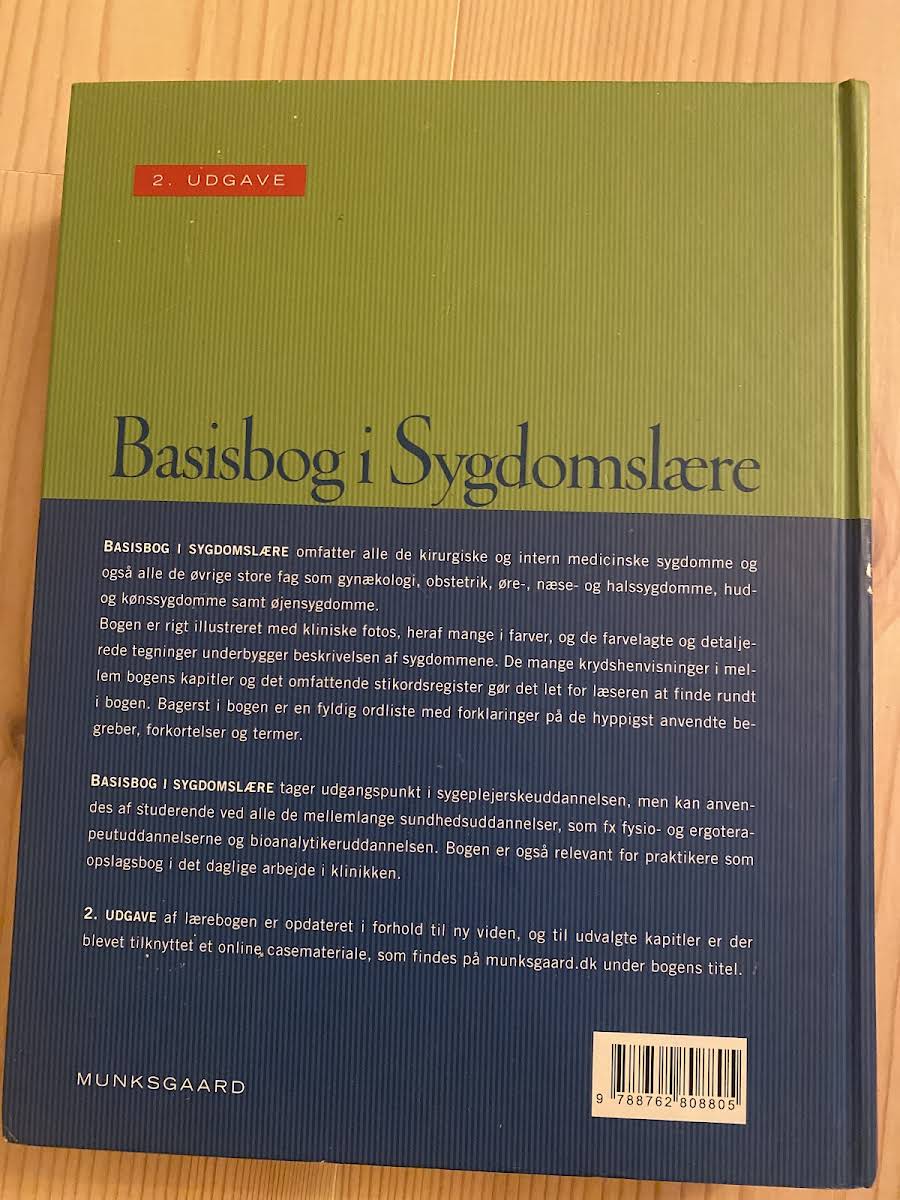 2. UDGAVE
Basisbog i Sygdomslære
BASISBOG I SYGDOMSLÆRE omfatter alle de kirurgiske og intern medicinske sygdomme og
også alle de øvrige store fag som gynækologi, obstetrik, øre-, næse- og halssygdomme, hud-
og kønssygdomme samt øjensygdomme.
Bogen er rigt illustreret med kliniske fotos, heraf mange i farver, og de farvelagte og detalje-
rede tegninger underbygger beskrivelsen af sygdommene. De mange krydshenvisninger i mel-
lem bogens kapitler og det omfattende stikordsregister gør det let for læseren at finde rundt
i bogen. Bagerst i bogen er en fyldig ordliste med forklaringer på de hyppigst anvendte be-
greber, forkortelser og termer.
BASISBOG I SYGDOMSLÆRE tager udgangspunkt i sygeplejerskeuddannelsen, men kan anven-
des af studerende ved alle de mellemlange sundhedsuddannelser, som fx fysio- og ergotera-
peutuddannelserne og bioanalytikeruddannelsen. Bogen er også relevant for praktikere som
opslagsbog i det daglige arbejde i klinikken.
2. UDGAVE af lærebogen er opdateret i forhold til ny viden, og til udvalgte kapitler er der
blevet tilknyttet et online casemateriale, som findes på munksgaard.dk under bogens titel.
MUNKSGAARD
9 788762 808805